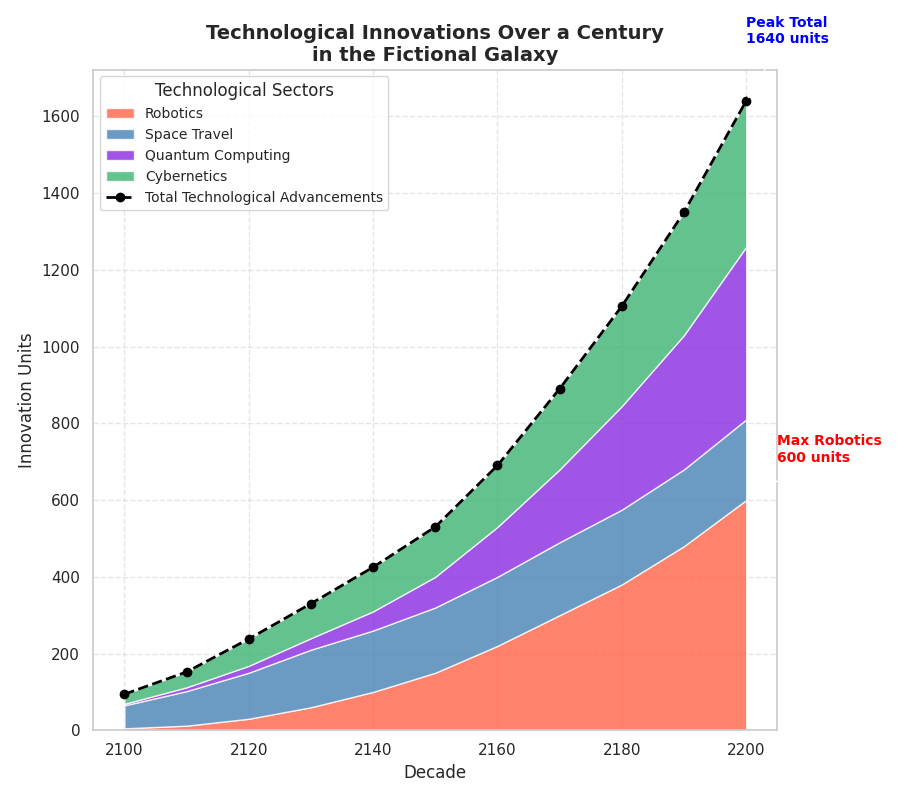 Peak Total
1640 units
Technological Innovations Over a Century
in the Fictional Galaxy
Technological Sectors
Robotics
Space Travel
Quantum Computing
Cybernetics
Total Technological Advancements
Innovation Units
1600
1400
1200
1000
800
600
400
200
0
Max Robotics
600 units
2100
2120
2140
2160
2180
2200
Decade